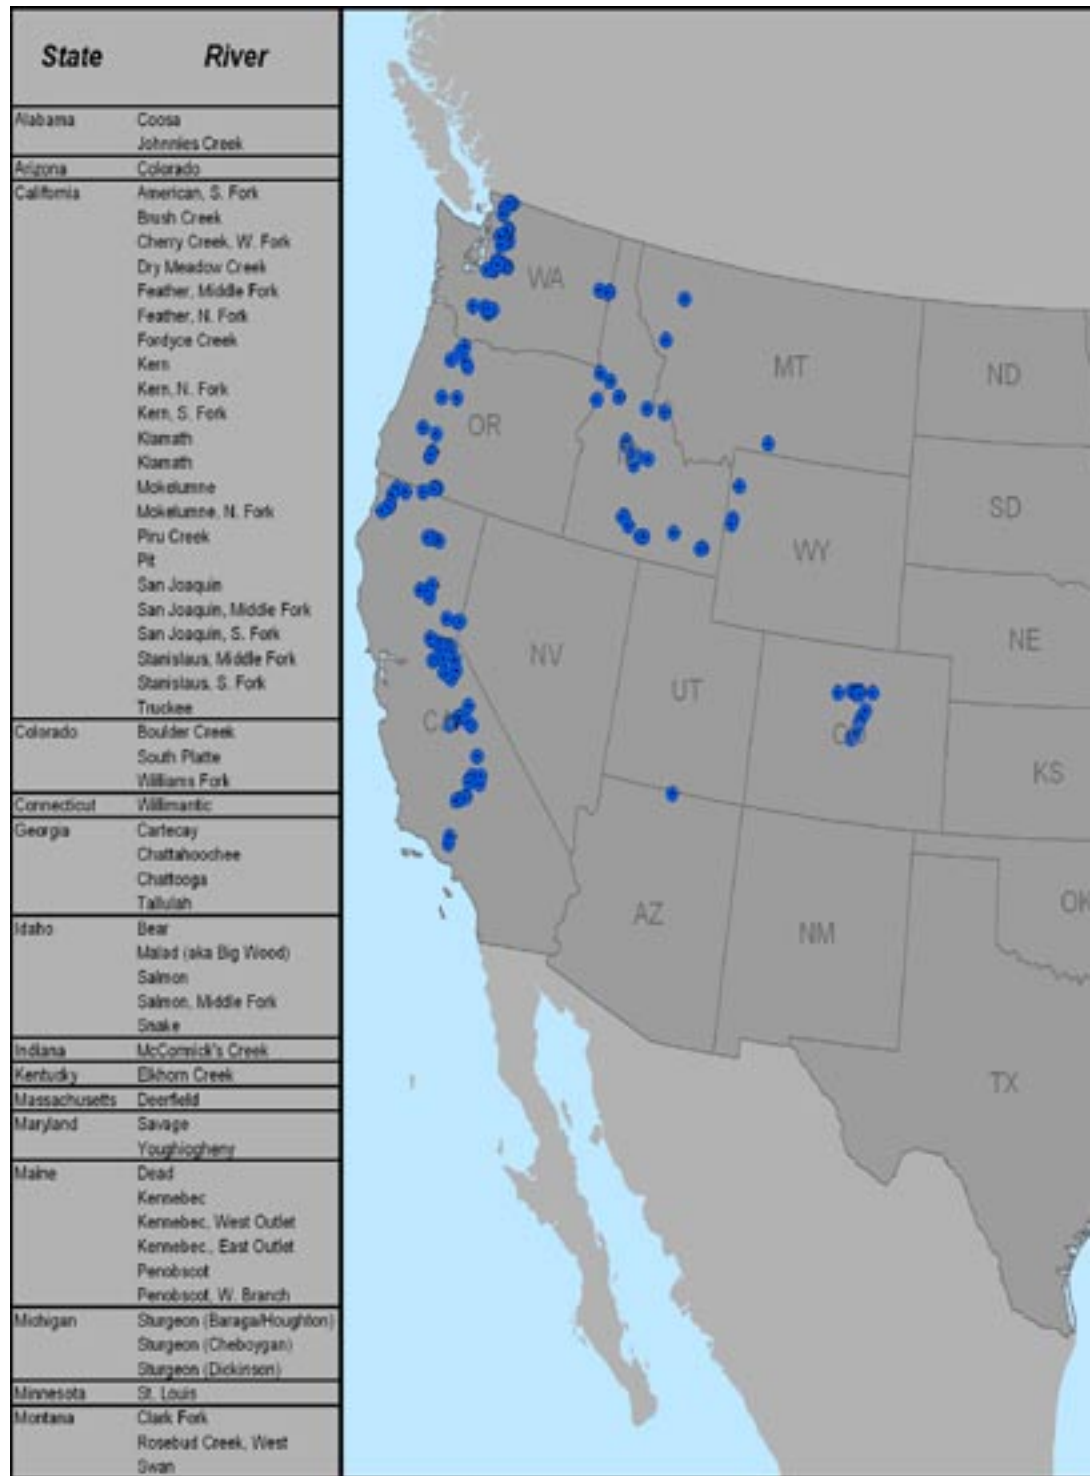 State River
Alabama Coosa
Johnnies Creek
Arizona Colorado
California American, S. Fork
Brush Creek
Cherry Creek, W. Fork
Dry Meadow Creek
Feather, Middle Fork
Feather, N. Fork
Fordyce Creek
Kern
Kern, N. Fork
Kern, S. Fork
Klamath
Klamath
Mokelumne
Mokelumne, N. Fork
Piru Creek
Pit
San Joaquin
San Joaquin, Middle Fork
San Joaquin, S. Fork
Stanislaus, Middle Fork
Stanislaus, S. Fork
Truckee
Colorado Boulder Creek
South Platte
Williams Fork
Connecticut Willimantic
Georgia Cartecay
Chattahoochee
Chattooga
Tallulah
Idaho Bear
Malad (aka Big Wood)
Salmon
Salmon, Middle Fork
Snake
Indiana McCormick's Creek
Kentucky Elkhorn Creek
Massachusetts Deerfield
Maryland Savage
Youghiogheny
Maine Dead
Kennebec
Kennebec, West Outlet
Kennebec., East Outlet
Penobscot
Penobscot, W. Branch
Michigan Sturgeon (Baraga/Houghton)
Sturgeon (Cheboygan)
Sturgeon (Dickinson)
Minnesota St. Louis
Montana Clark Fork
Rosebud Creek, West
Swan
WA
MT
ND
OR
SD
WY
NE
NV
UT
CA
CO
KS
AZ
NM
OK
TX